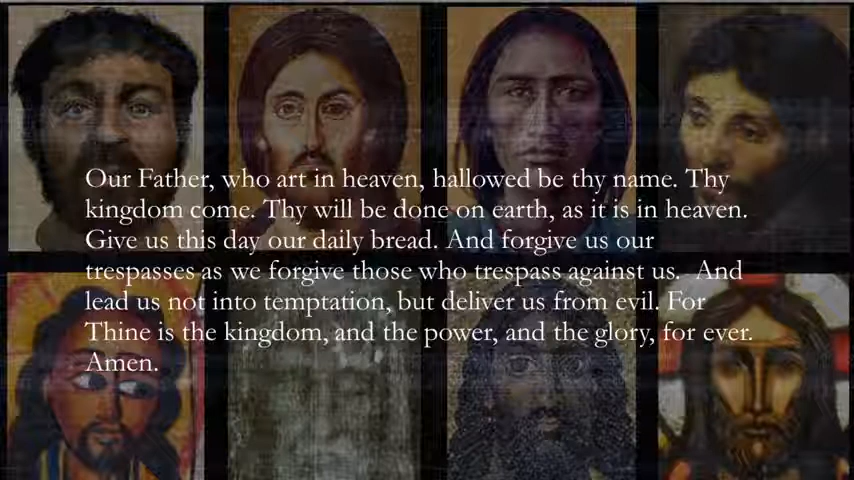 Our Father, who art in heaven, hallowed be thy name. Thy
kingdom come. Thy will be done on earth, as it is in heaven.
Give us this day our daily bread. And forgive us our
trespasses as we forgive those who trespass against us.  And
lead us not into temptation, but deliver us from evil. For
Thine is the kingdom, and the power, and the glory, for ever.
Amen.